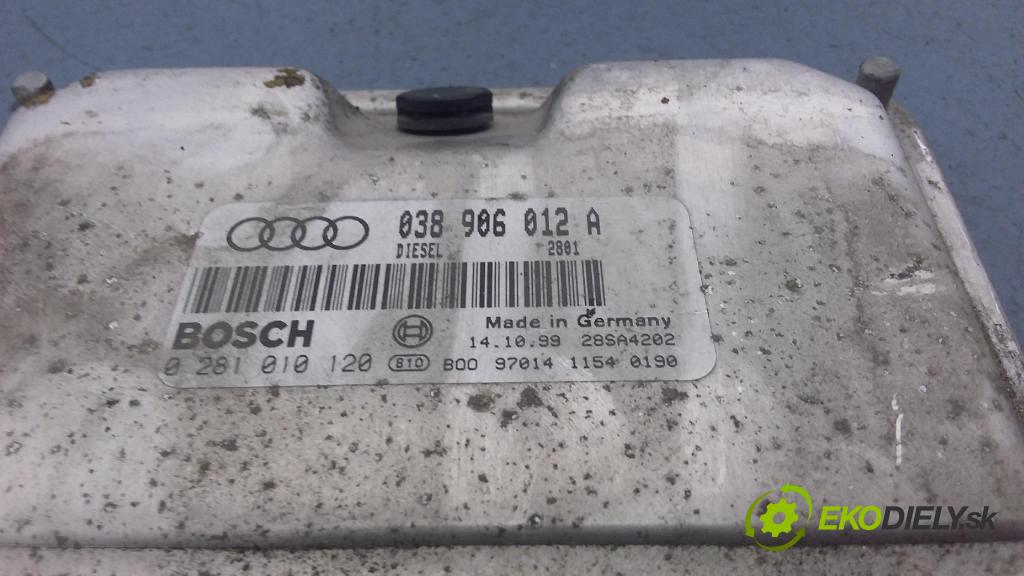 038 906 012 A
DIESEL 2801
BOSCH
Made in Germany
14.10.99 28SA4202
0 281 010 120 810 B00 97014 1154 0190
EKODIELY.sk